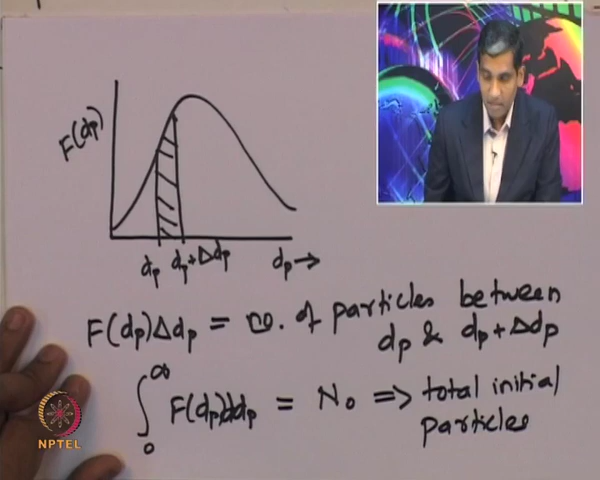 F(dp)
dp dp+Δdp dp→
F(dp)Δdp = no. of particles between
dp & dp+Δdp
∫₀^∞ F(dp)ddp = N₀ ⇒ total initial
particles
NPTEL